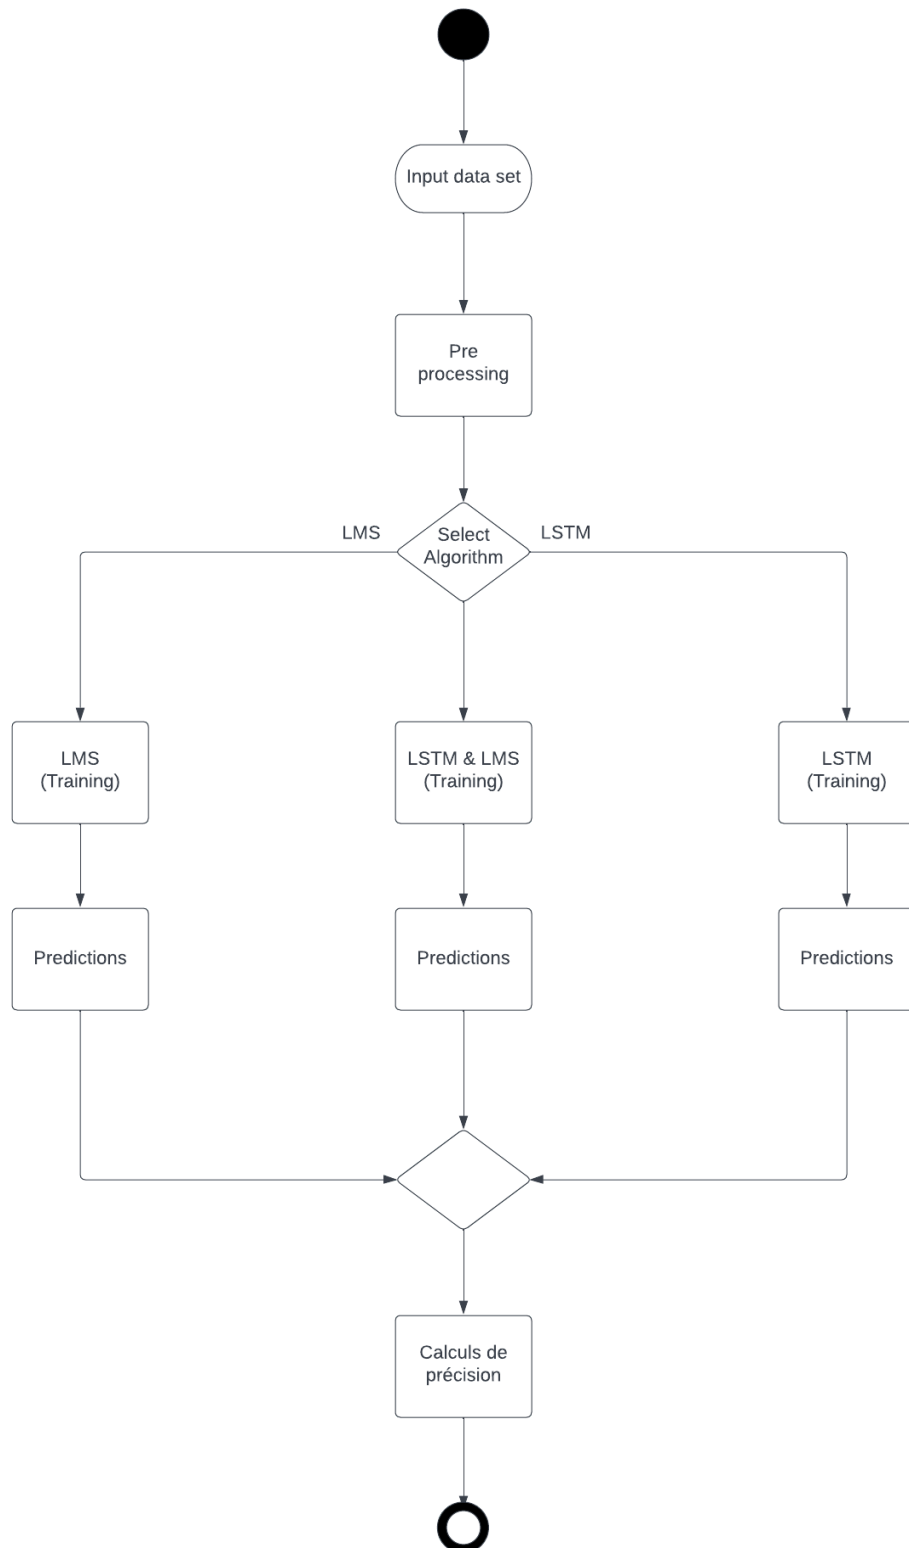 Input data set
Pre
processing
LMS
Select
Algorithm
LSTM
LMS
(Training)
LSTM & LMS
(Training)
LSTM
(Training)
Predictions
Predictions
Predictions
Calculs de
précision